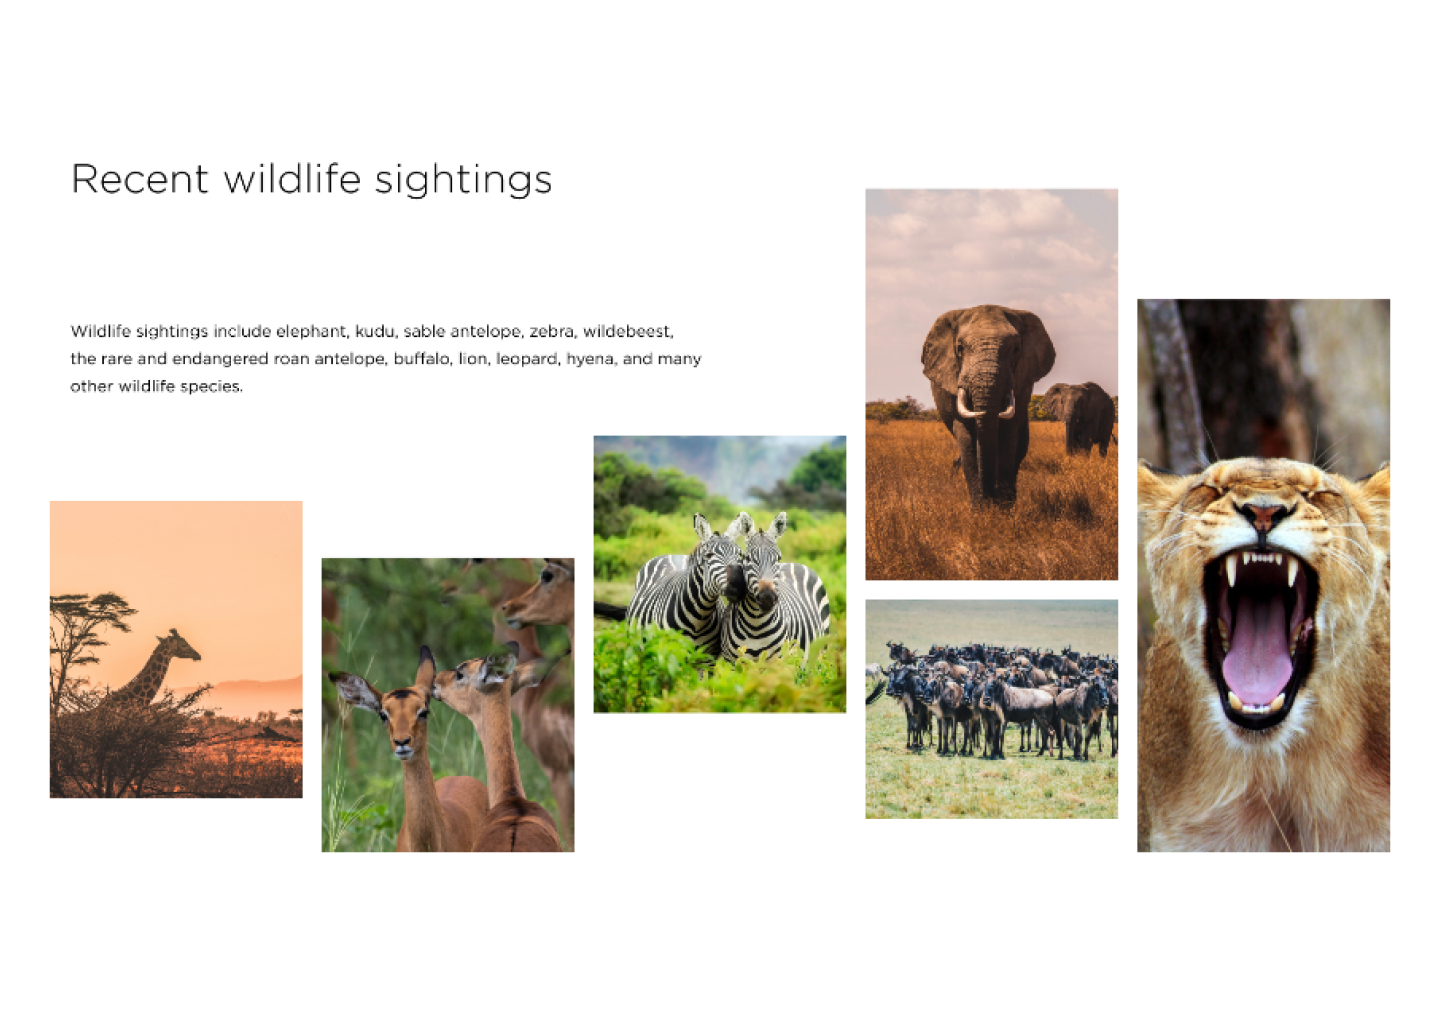 Recent wildlife sightings
Wildlife sightings include elephant, kudu, sable antelope, zebra, wildebeest,
the rare and endangered roan antelope, buffalo, lion, leopard, hyena, and many
other wildlife species.